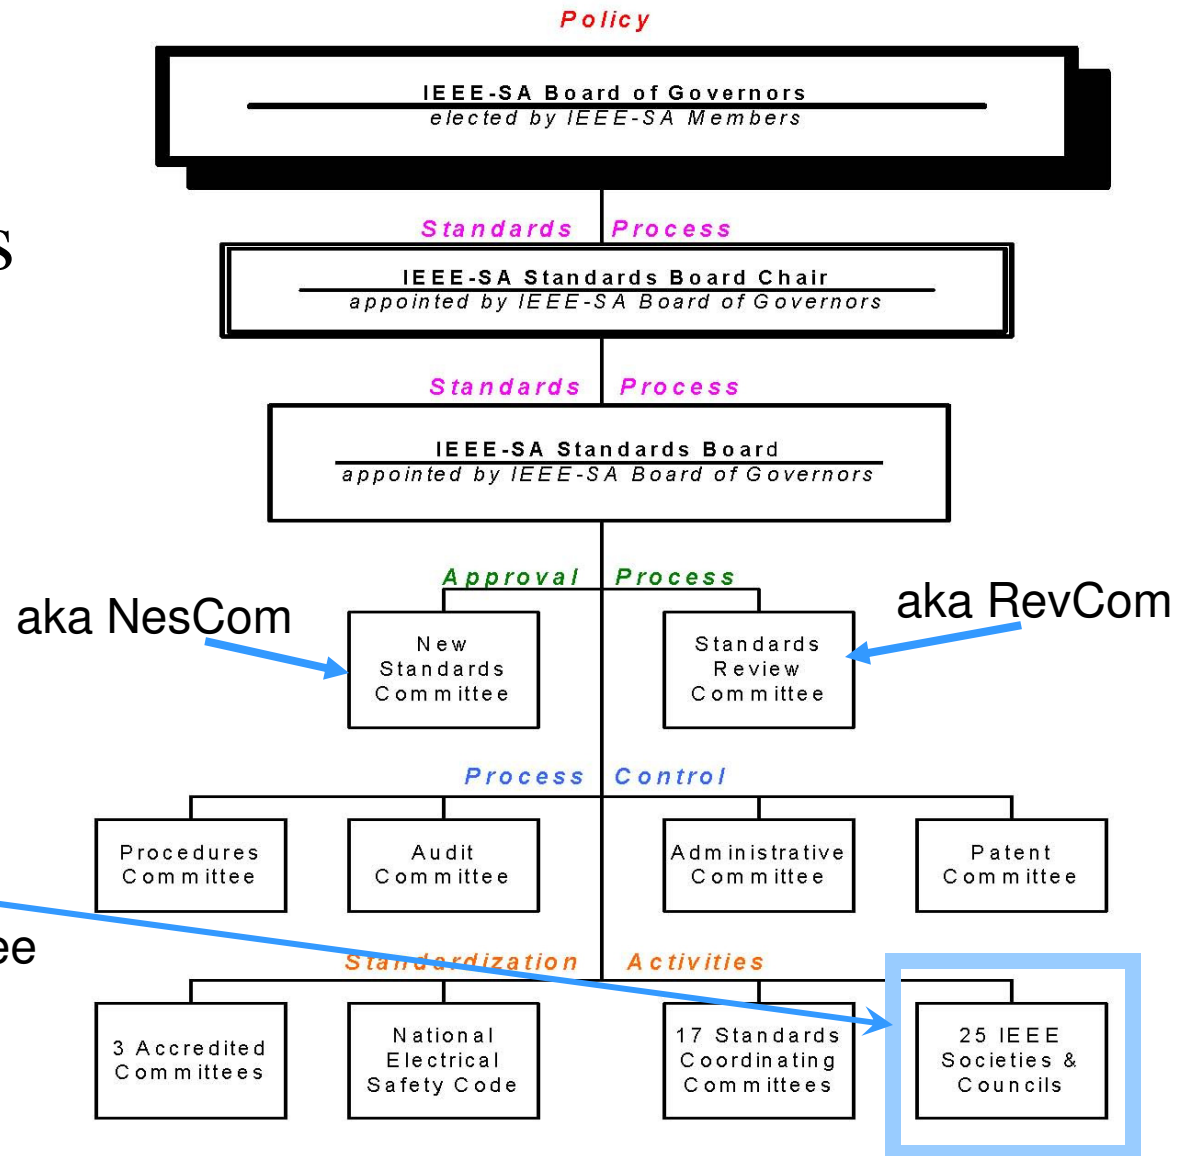 Policy
IEEE-SA Board of Governors
elected by IEEE-SA Members
s
Standards Process
IEEE-SA Standards Board Chair
appointed by IEEE-SA Board of Governors
Standards Process
IEEE-SA Standards Board
appointed by IEEE-SA Board of Governors
Approval Process
aka NesCom
aka RevCom
New
Standards
Committee
Standards
Review
Committee
Process Control
Procedures
Committee
Audit
Committee
Administrative
Committee
Patent
Committee
ee
Standardization Activities
3 Accredited
Committees
National
Electrical
Safety Code
17 Standards
Coordinating
Committees
25 IEEE
Societies &
Councils